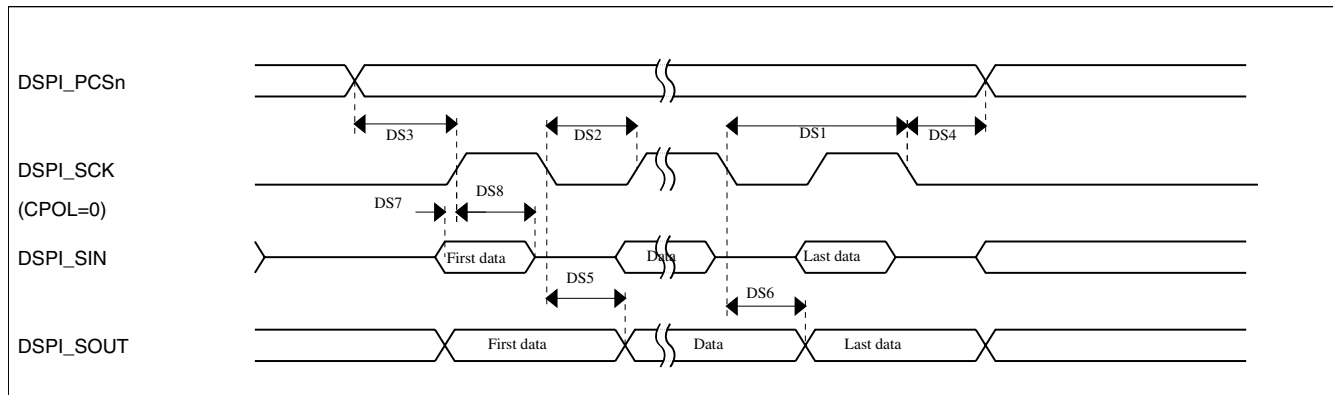 DSPI_PCSn
DS3
DS2
DS1
DS4
DSPI_SCK
(CPOL=0)
DS7
DS8
DSPI_SIN
First data
Data
Last data
DS5
DS6
DSPI_SOUT
First data
Data
Last data